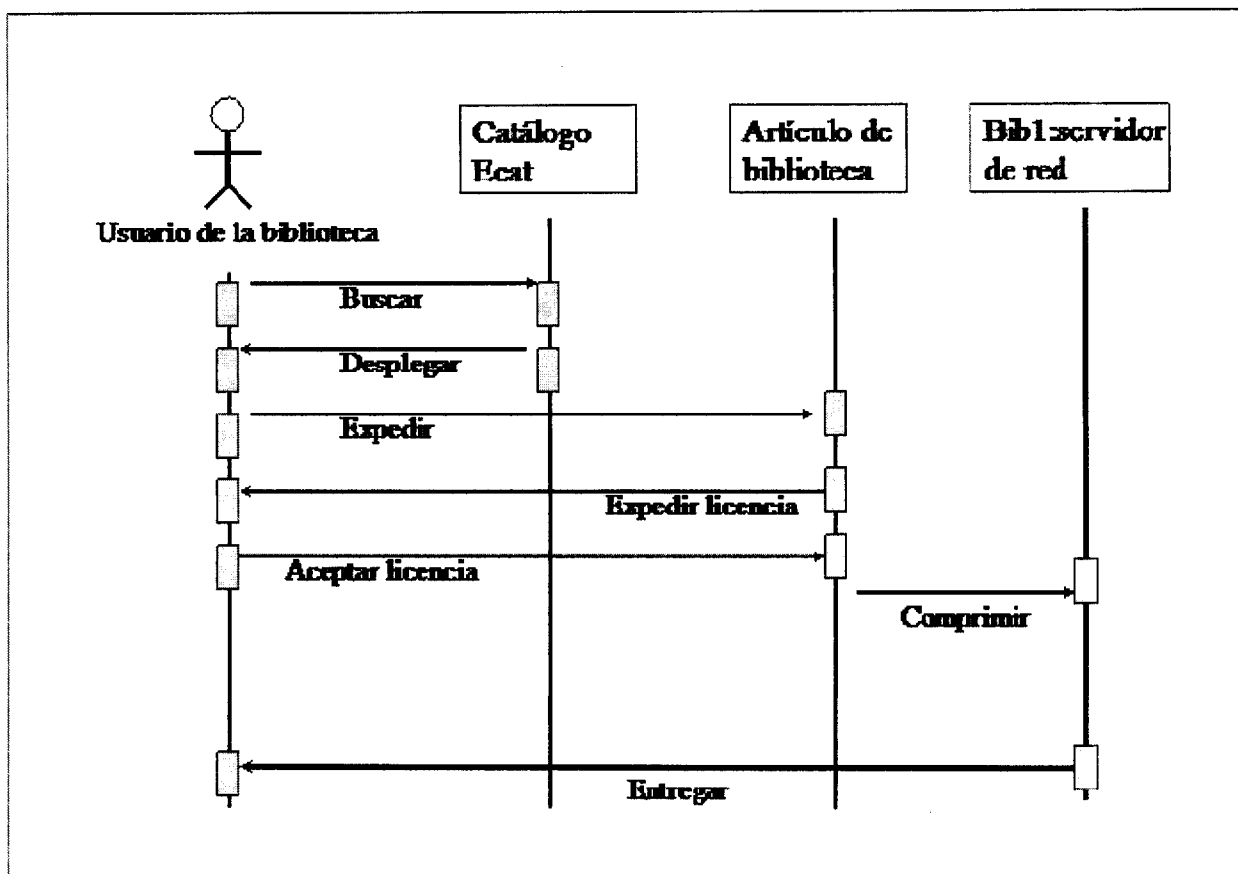 Catálogo
Ecat
Artículo de
biblioteca
Bib1:servidor
de red
Usuario de la biblioteca
Buscar
Desplegar
Expedir
Expedir licencia
Aceptar licencia
Comprimir
Entregar